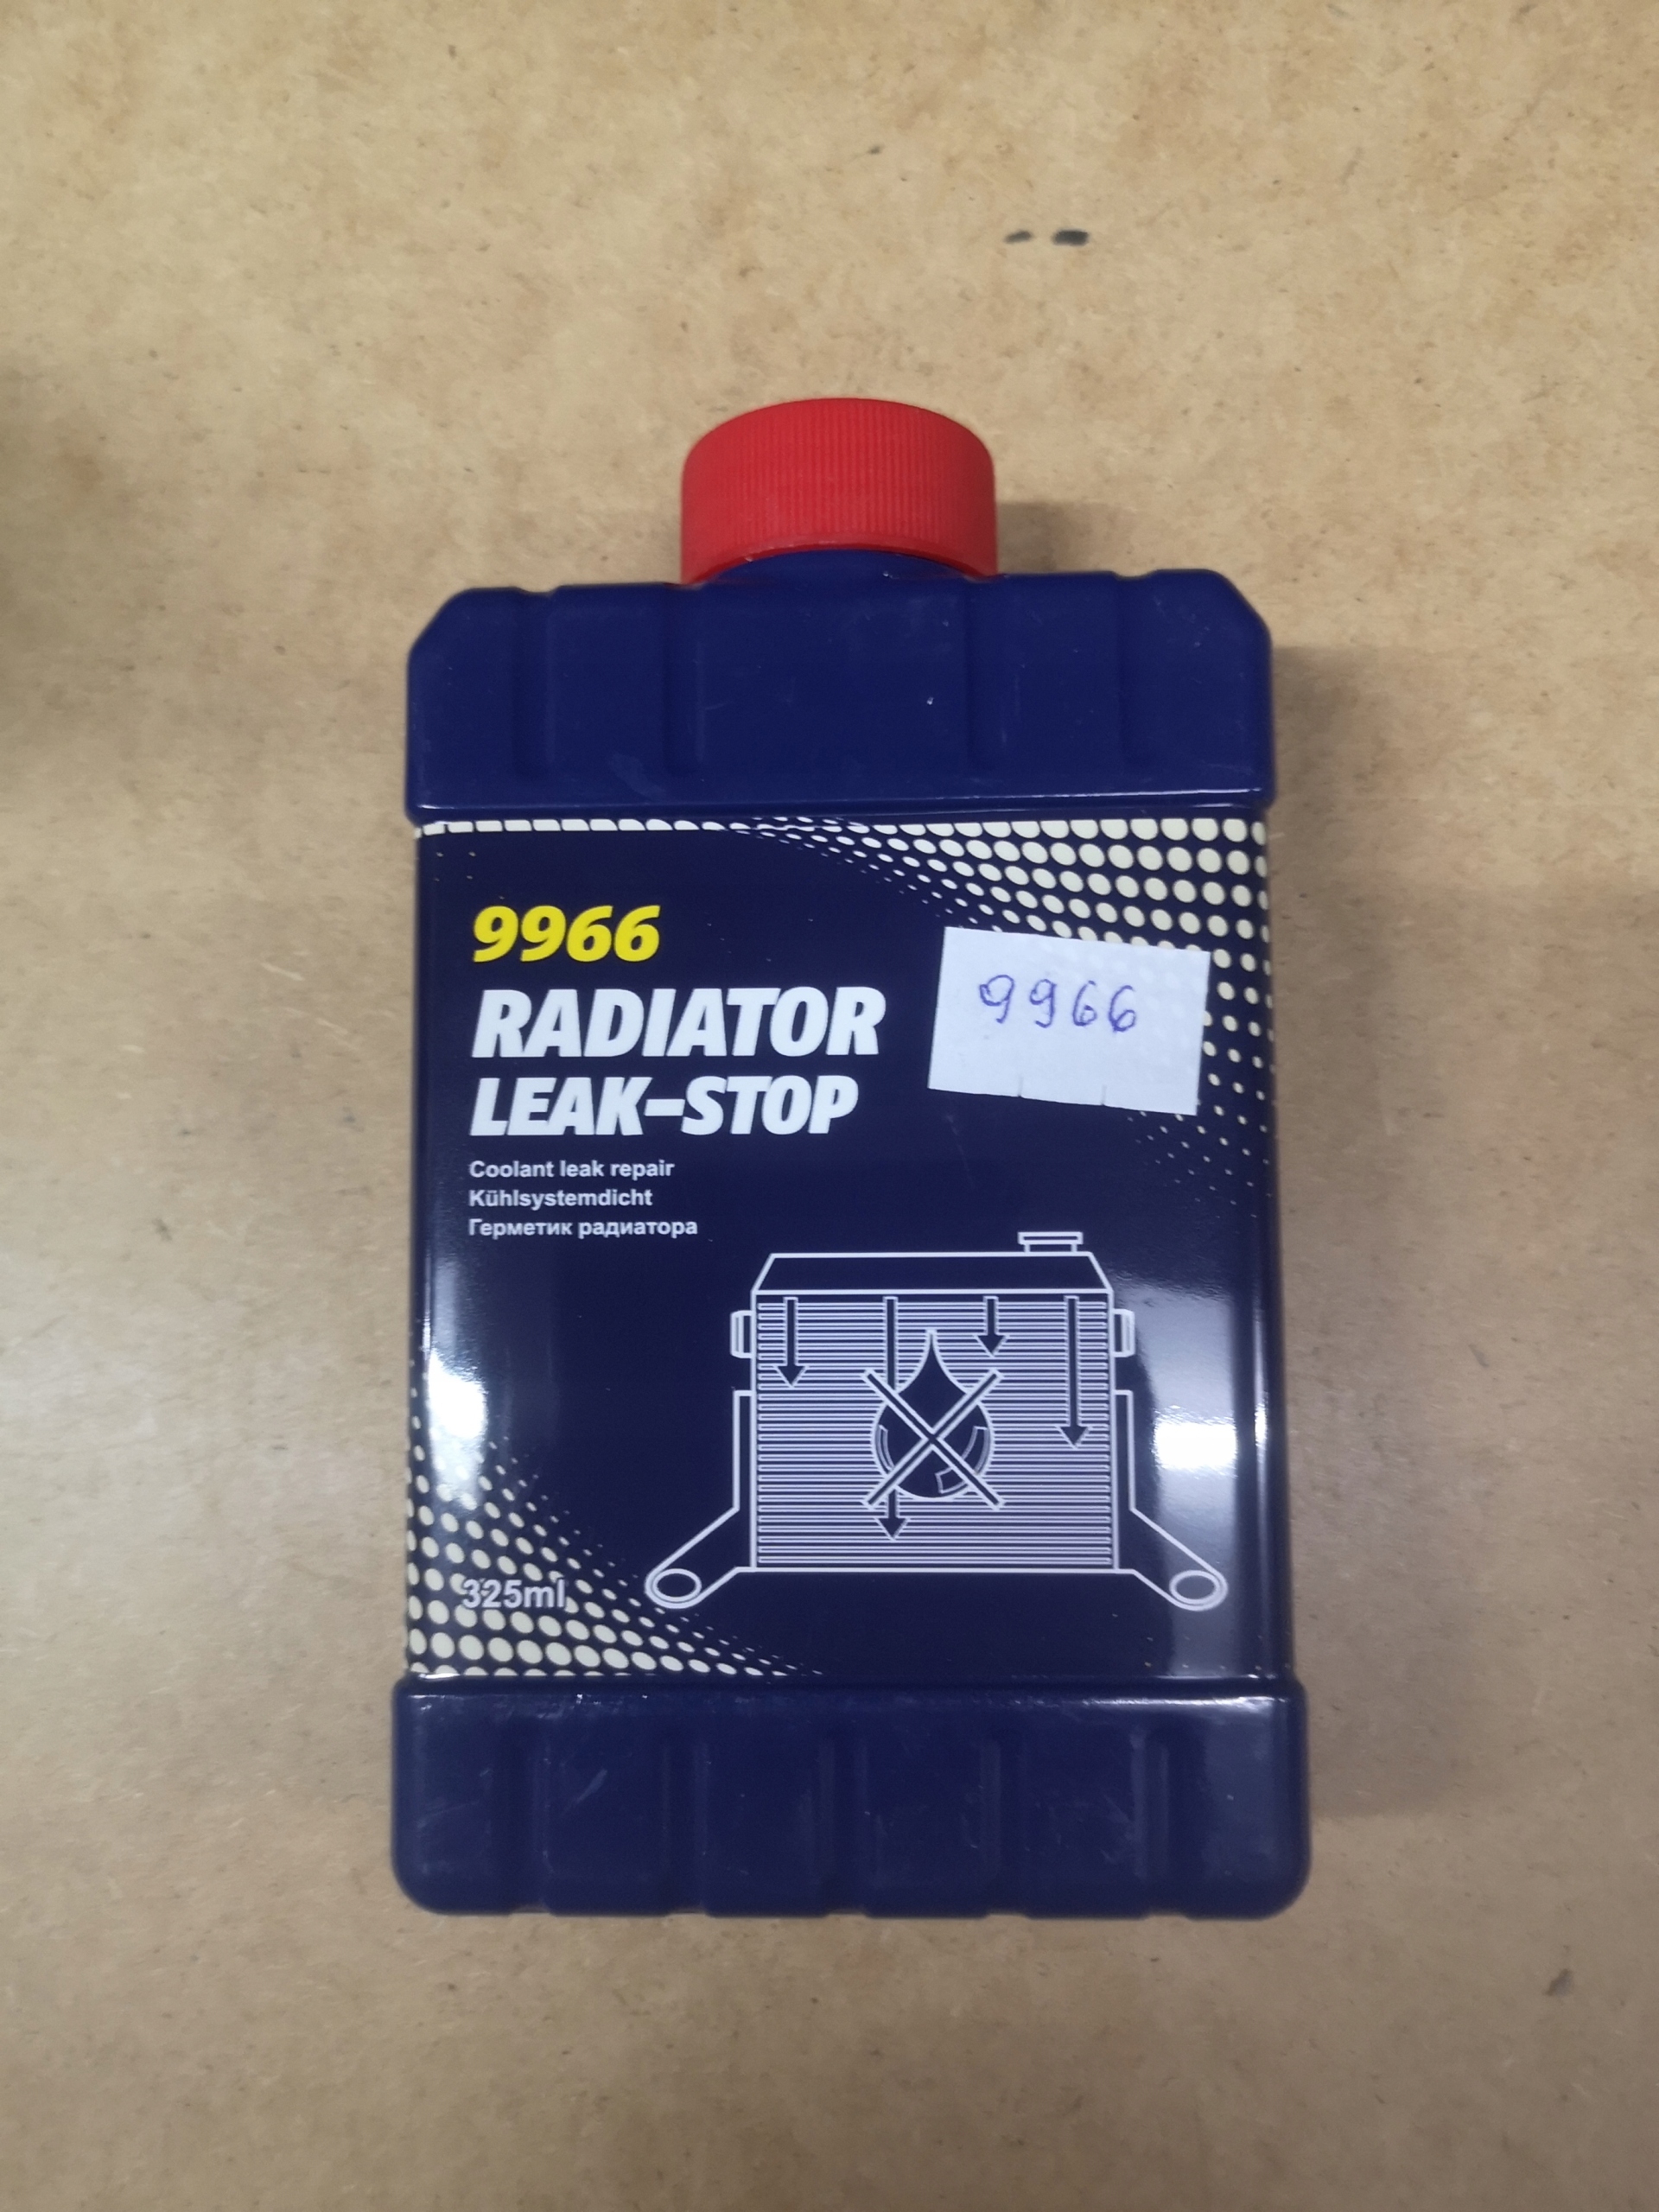 9966
9966
RADIATOR
LEAK-STOP
Coolant leak repair
Kühlsystemdicht
Герметик радиатора
325ml